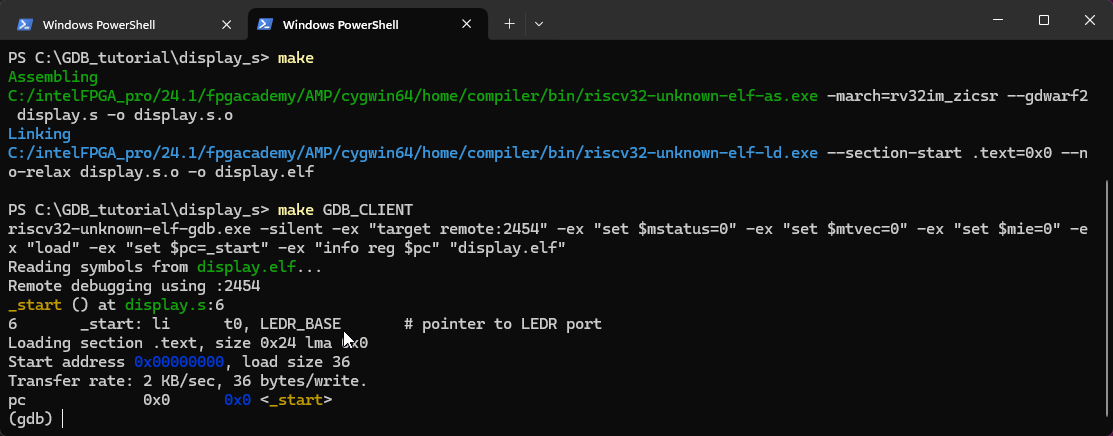 Windows PowerShell
Windows PowerShell
PS C:\GDB_tutorial\display_s> make
Assembling
C:/intelFPGA_pro/24.1/fpgacademy/AMP/cygwin64/home/compiler/bin/riscv32-unknown-elf-as.exe -march=rv32im_zicsr --gdwarf2
 display.s -o display.s.o
Linking
C:/intelFPGA_pro/24.1/fpgacademy/AMP/cygwin64/home/compiler/bin/riscv32-unknown-elf-ld.exe --section-start .text=0x0 --n
o-relax display.s.o -o display.elf
PS C:\GDB_tutorial\display_s> make GDB_CLIENT
riscv32-unknown-elf-gdb.exe -silent -ex "target remote:2454" -ex "set $mstatus=0" -ex "set $mtvec=0" -ex "set $mie=0" -e
x "load" -ex "set $pc=_start" -ex "info reg $pc" "display.elf"
Reading symbols from display.elf...
Remote debugging using :2454
_start () at display.s:6
6       _start: li      t0, LEDR_BASE       # pointer to LEDR port
Loading section .text, size 0x24 lma 0x0
Start address 0x00000000, load size 36
Transfer rate: 2 KB/sec, 36 bytes/write.
pc             0x0      0x0 <_start>
(gdb)